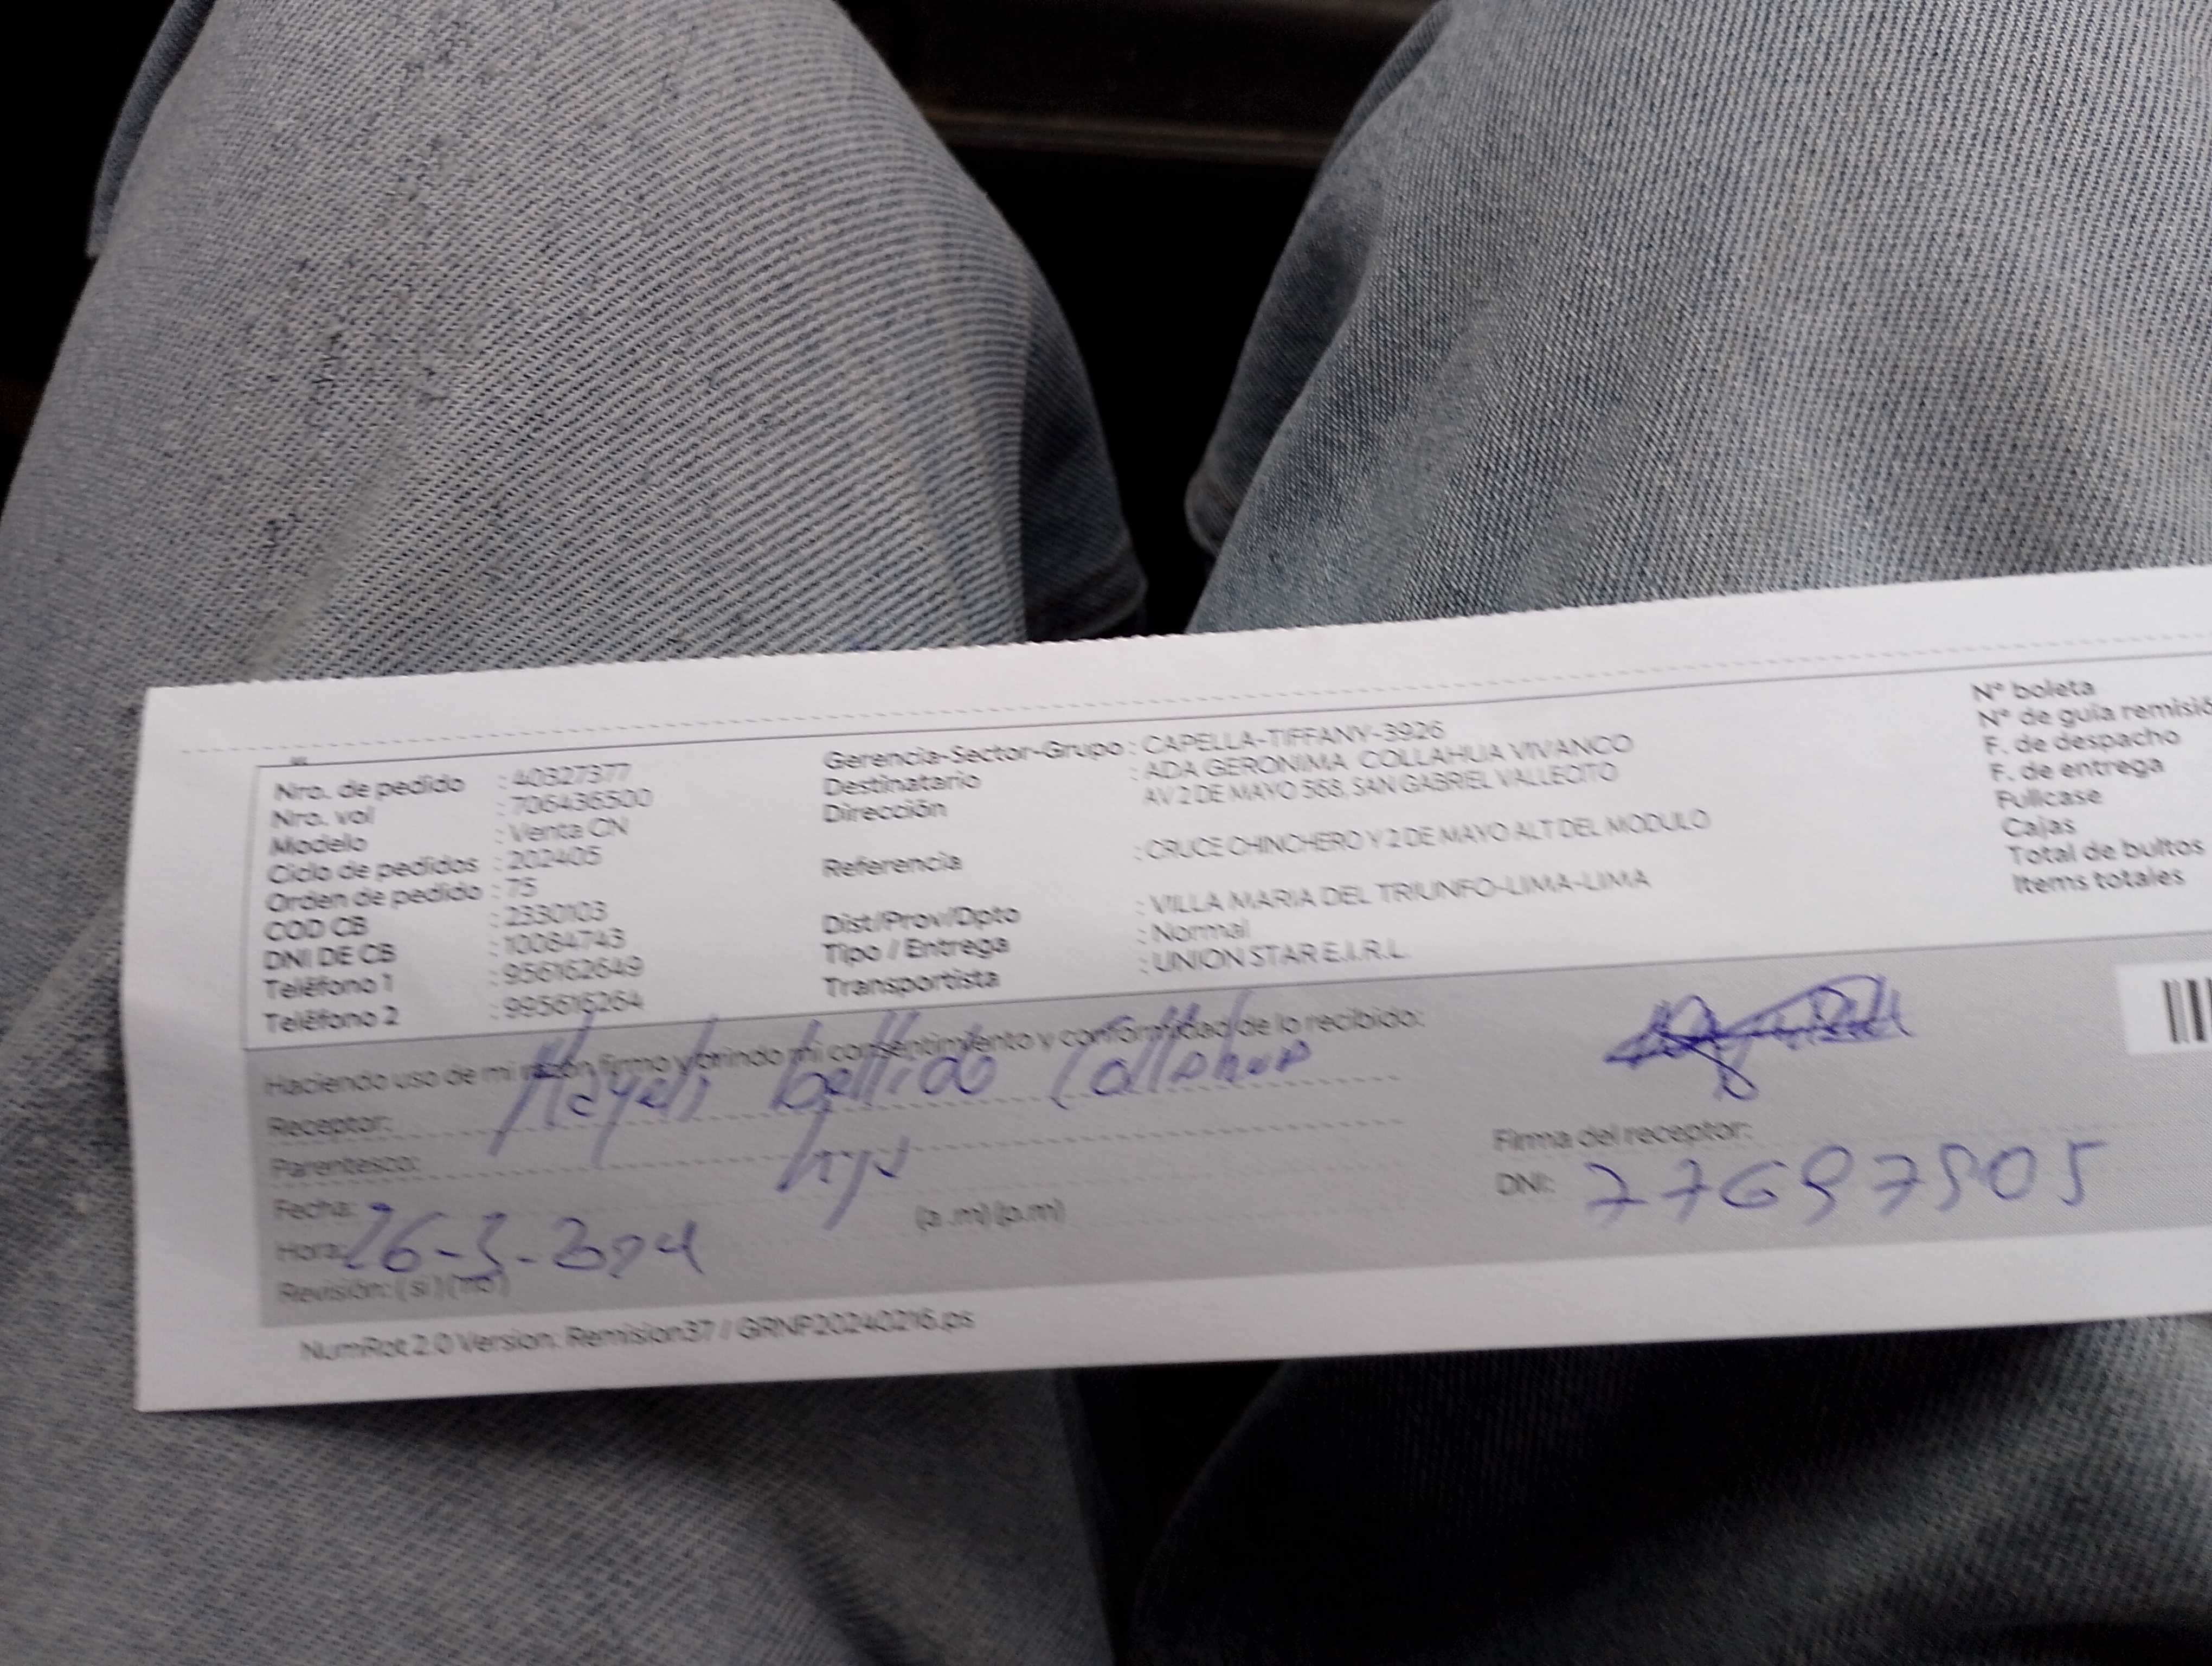 Nro. de pedido : 40327377
Nro. vol : 706436500
Modelo : Venta CN
Ciclo de pedidos : 202405
Orden de pedido : 75
COD CB : 2330103
DNI DE CB : 10084743
Teléfono 1 : 956162649
Teléfono 2 : 995616264
Gerencia-Sector-Grupo : CAPELLA-TIFFANY-3926
Destinatario : ADA GERONIMA COLLAHUA VIVANCO
Dirección AV 2 DE MAYO 568, SAN GABRIEL VALLECITO
Referencia : CRUCE CHINCHERO Y 2 DE MAYO ALT DEL MODULO
Dist/Prov/Dpto : VILLA MARIA DEL TRIUNFO-LIMA-LIMA
Tipo / Entrega : Normal
Transportista : UNION STAR E.I.R.L.
N° boleta
N° de guía remisió
F. de despacho
F. de entrega
Fullcase
Cajas
Total de bultos
Items totales
Haciendo uso de mi razón firmo y brindo mi consentimiento y conformidad de lo recibido:
Receptor: bellido Collahua
Parentesco:
Fecha:
Hora: 26-3-2024
(a .m) (p.m)
Revisión: ( si ) ( no )
Firma del receptor:
DNI: 77697505
NumRot 2.0 Version. Remision37 / GRNP20240216.ps